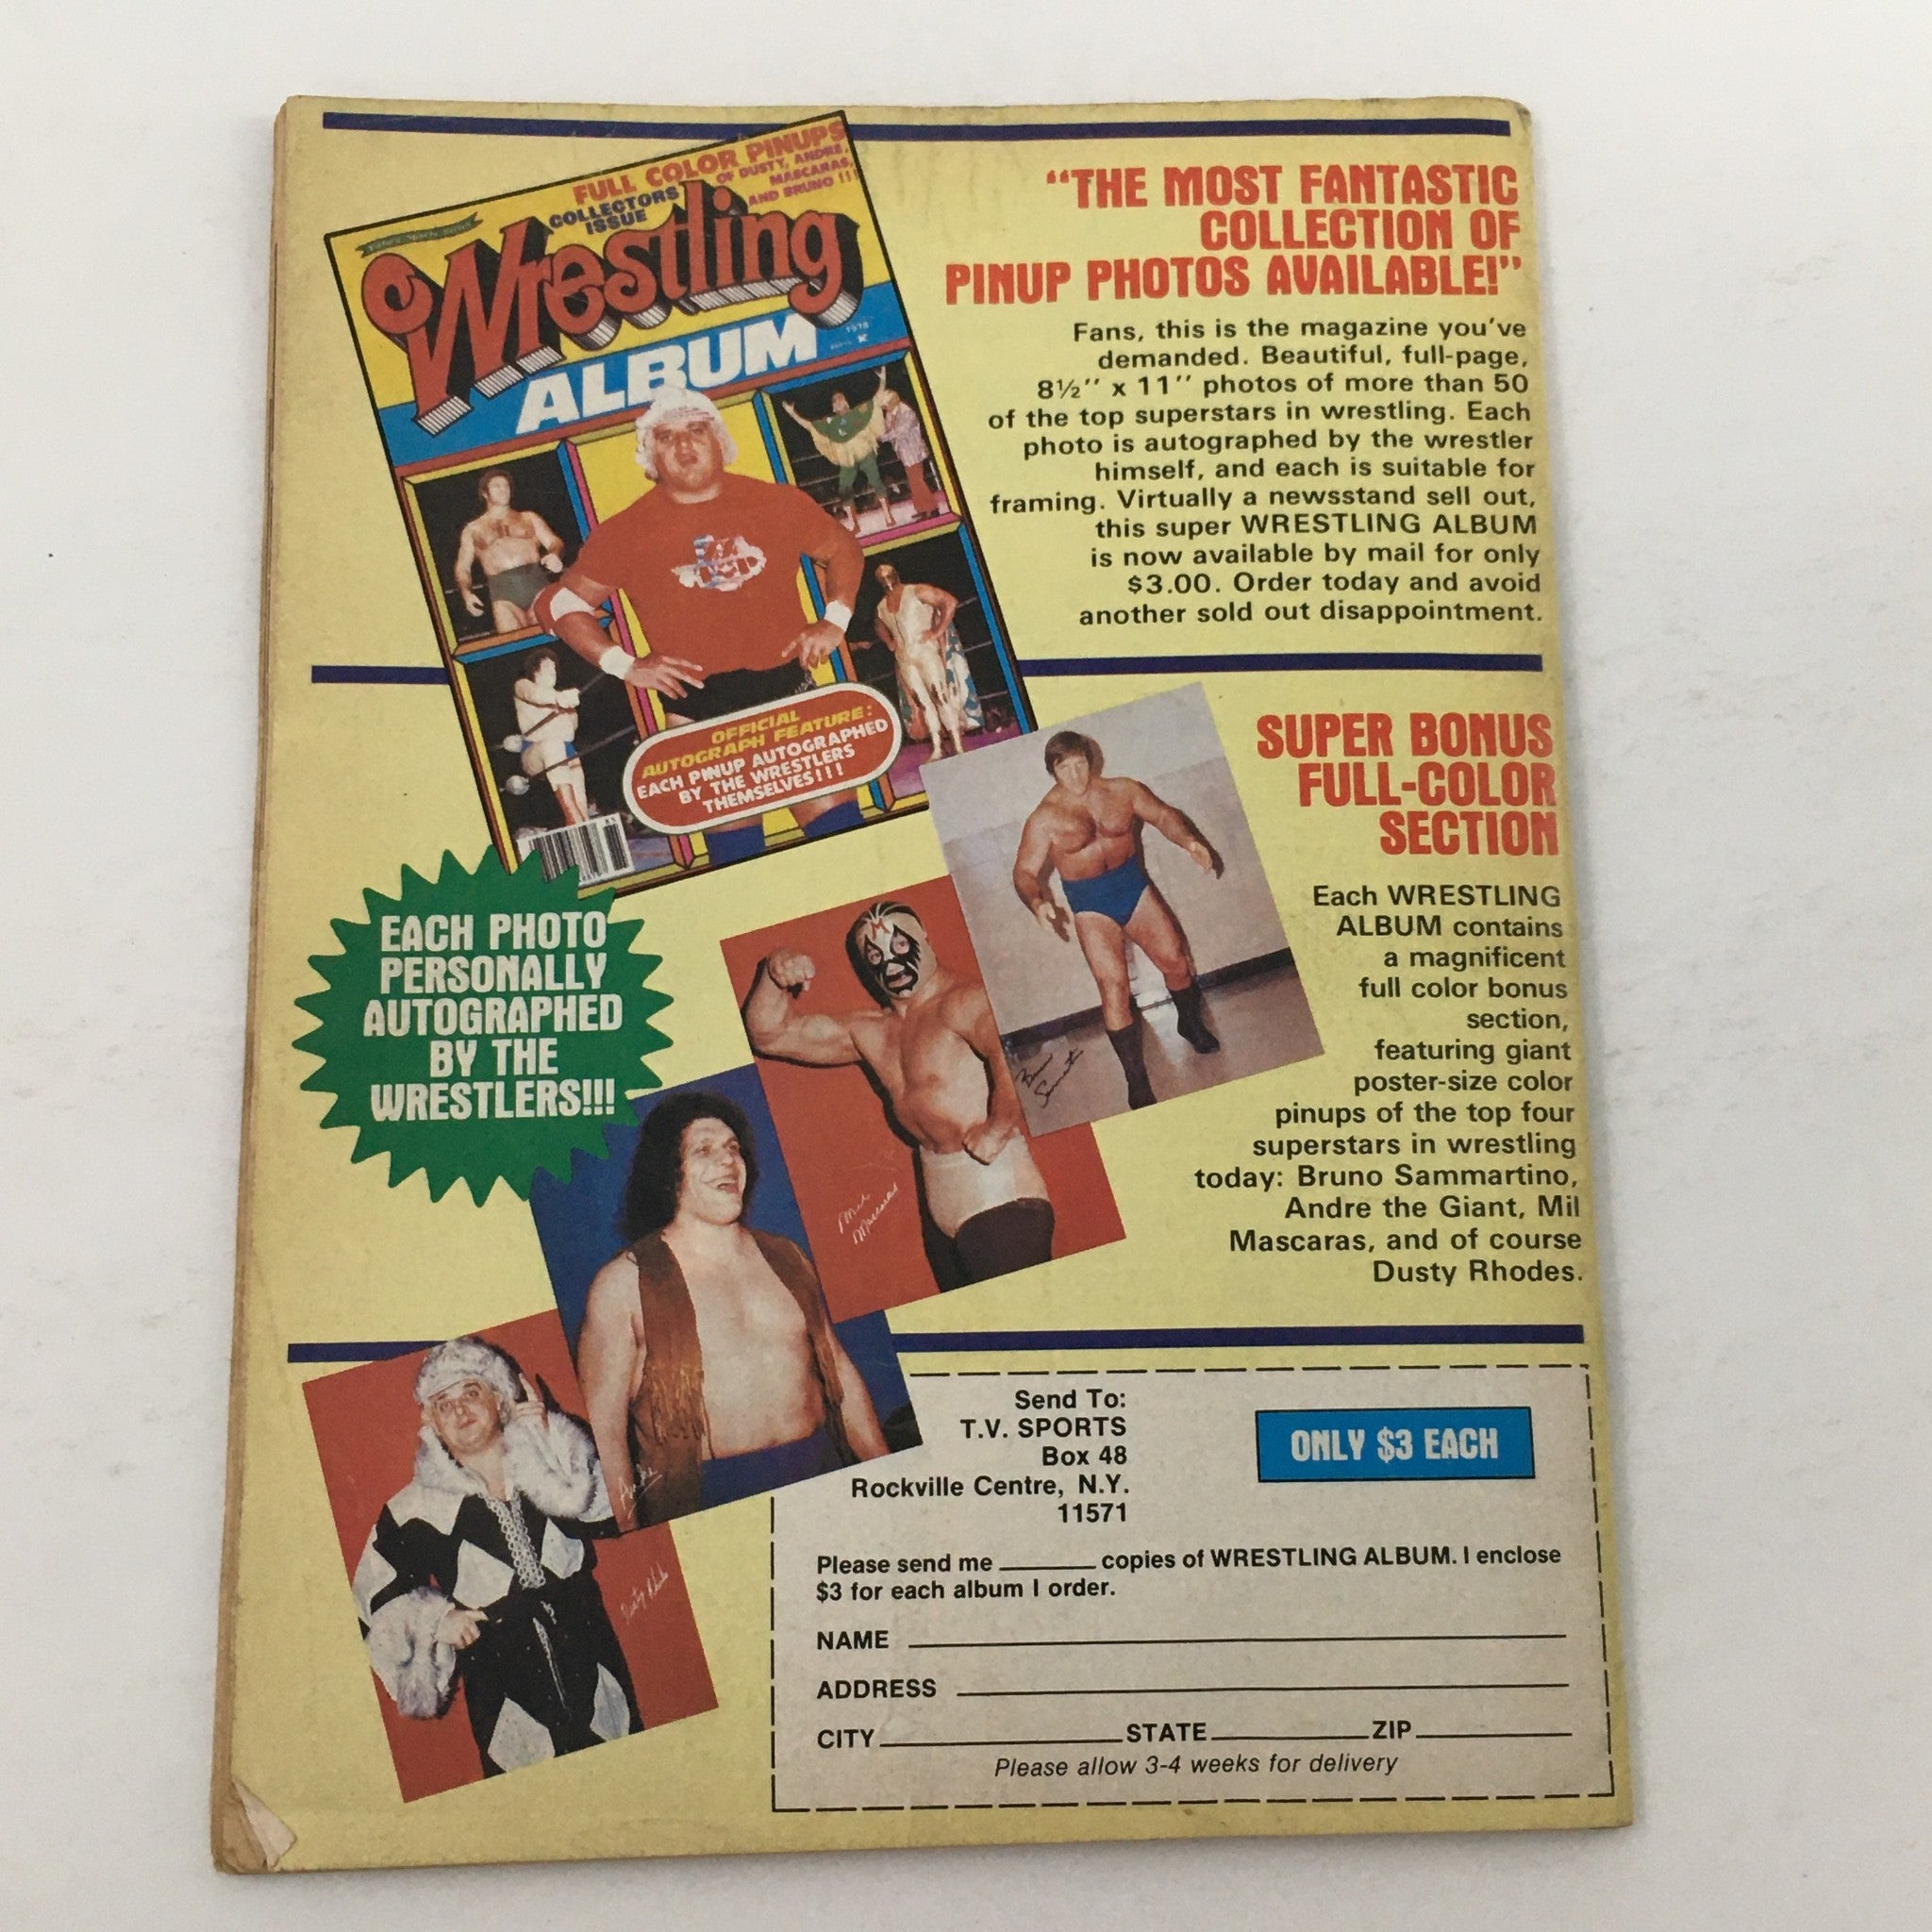 FULL COLOR PINUPS
OF DUSTY, ANDRE,
MASCARAS,
AND BRUNO !!!
COLLECTORS
ISSUE
Wrestling
ALBUM
1978
OFFICIAL
AUTOGRAPH FEATURE:
EACH PINUP AUTOGRAPHED
BY THE WRESTLERS
THEMSELVES!!!
“THE MOST FANTASTIC
COLLECTION OF
PINUP PHOTOS AVAILABLE!”
Fans, this is the magazine you've
demanded. Beautiful, full-page,
8½'' x 11'' photos of more than 50
of the top superstars in wrestling. Each
photo is autographed by the wrestler
himself, and each is suitable for
framing. Virtually a newsstand sell out,
this super WRESTLING ALBUM
is now available by mail for only
$3.00. Order today and avoid
another sold out disappointment.
SUPER BONUS
FULL-COLOR
SECTION
Each WRESTLING
ALBUM contains
a magnificent
full color bonus
section,
featuring giant
poster-size color
pinups of the top four
superstars in wrestling
today: Bruno Sammartino,
Andre the Giant, Mil
Mascaras, and of course
Dusty Rhodes.
EACH PHOTO
PERSONALLY
AUTOGRAPHED
BY THE
WRESTLERS!!!
Mil
Mascaras
Andre
Dusty Rhodes
Send To:
T.V. SPORTS
Box 48
Rockville Centre, N.Y.
11571
ONLY $3 EACH
Please send me ______ copies of WRESTLING ALBUM. I enclose
$3 for each album I order.
NAME
ADDRESS
CITY STATE ZIP
Please allow 3-4 weeks for delivery